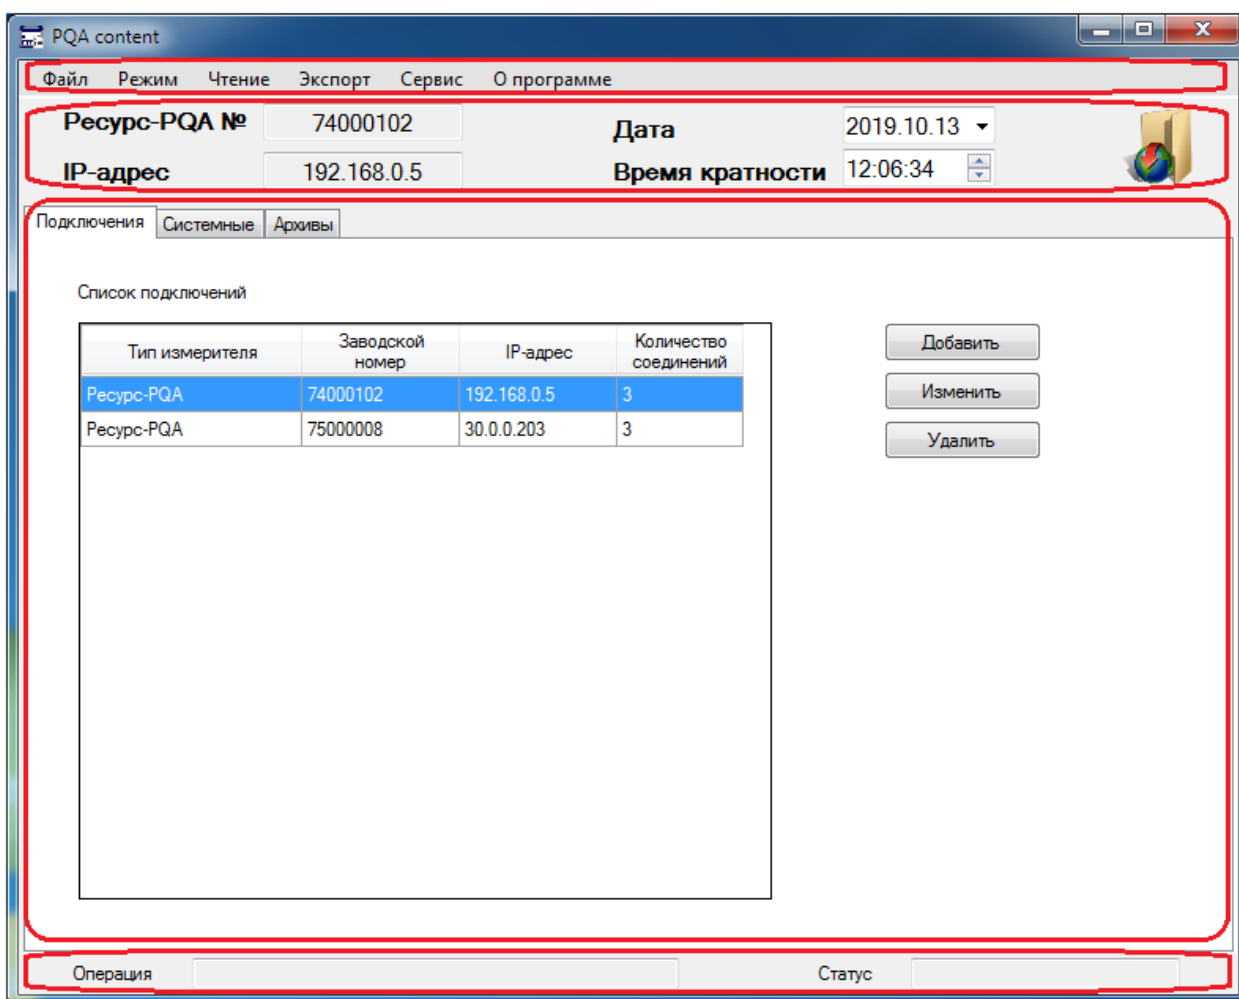 PQA content
Файл Режим Чтение Экспорт Сервис О программе
Ресурс-PQA № 74000102 Дата 2019.10.13
IP-адрес 192.168.0.5 Время кратности 12:06:34
Подключения Системные Архивы
Список подключений
Тип измерителя Заводской номер IP-адрес Количество соединений
Ресурс-PQA 74000102 192.168.0.5 3
Ресурс-PQA 75000008 30.0.0.203 3
Добавить
Изменить
Удалить
Операция Статус